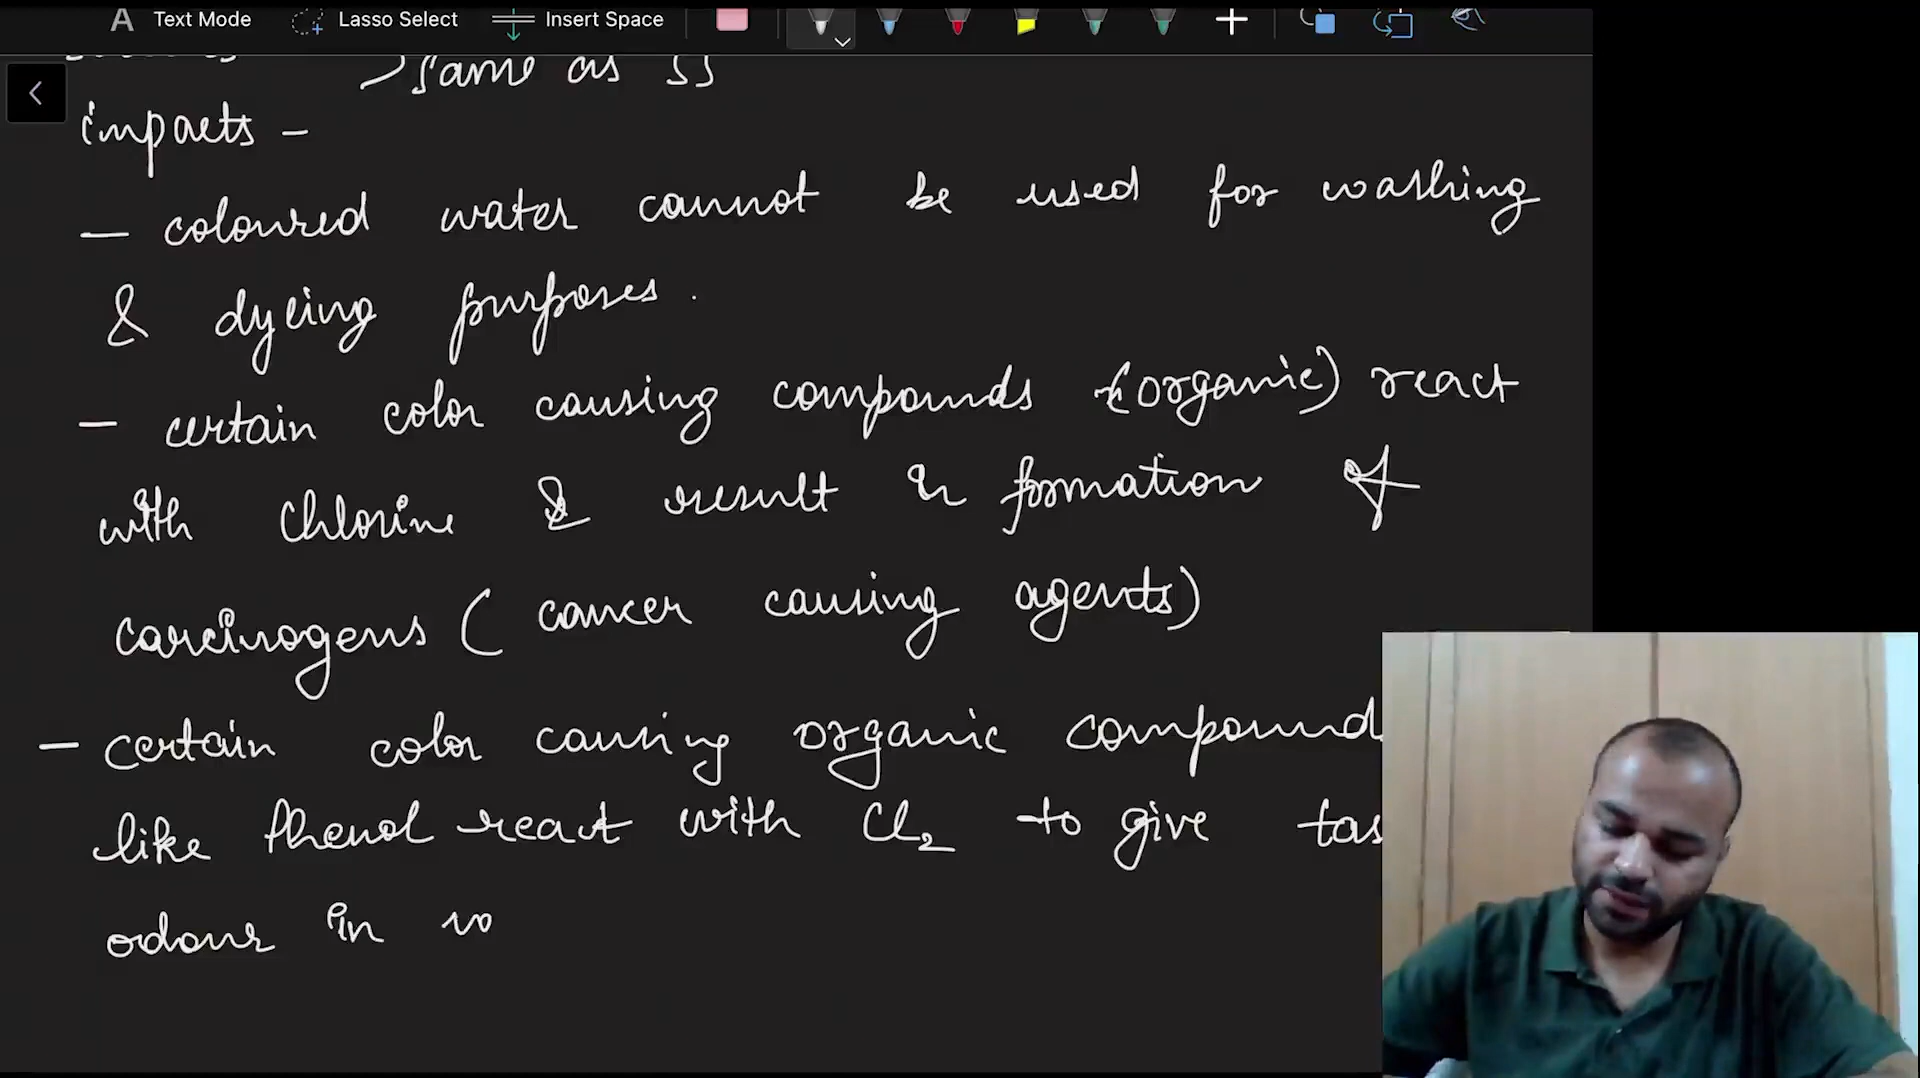 Text Mode Lasso Select Insert Space
→ same as SS
impacts -
- coloured water cannot be used for washing
& dyeing purposes.
- certain color causing compounds (organic) react
with chlorine & result in formation of
carcinogens (cancer causing agents)
- certain color causing organic compound
like Phenol react with Cl₂ to give tas
odour in